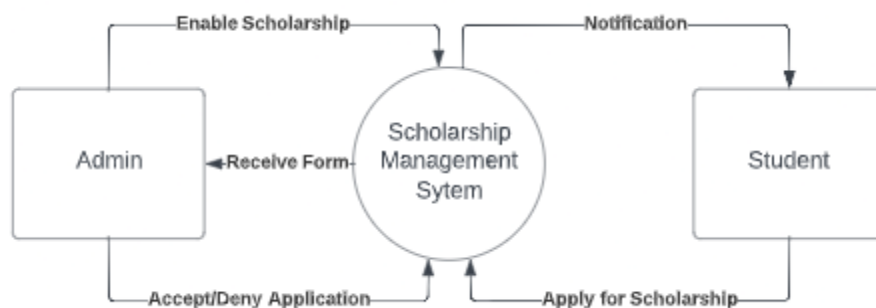 Enable Scholarship
Notification
Admin
Receive Form
Scholarship
Management
Sytem
Student
Accept/Deny Application
Apply for Scholarship